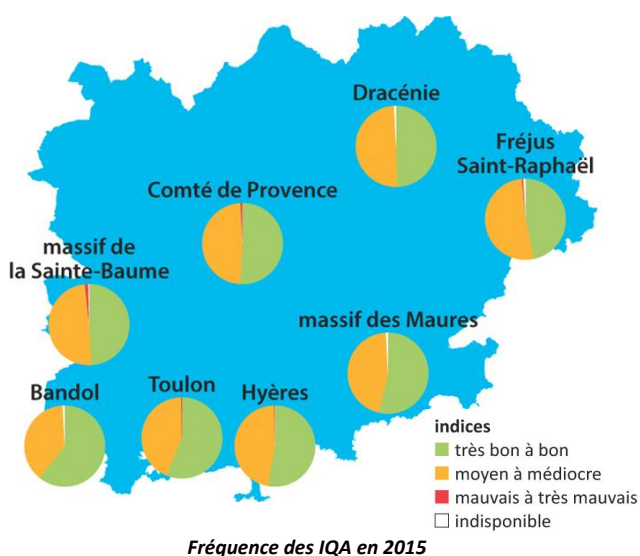 Dracénie
Fréjus
Saint-Raphaël
Comté de Provence
massif de
la Sainte-Baume
massif des Maures
Bandol
Toulon
Hyères
indices
très bon à bon
moyen à médiocre
mauvais à très mauvais
indisponible
Fréquence des IQA en 2015